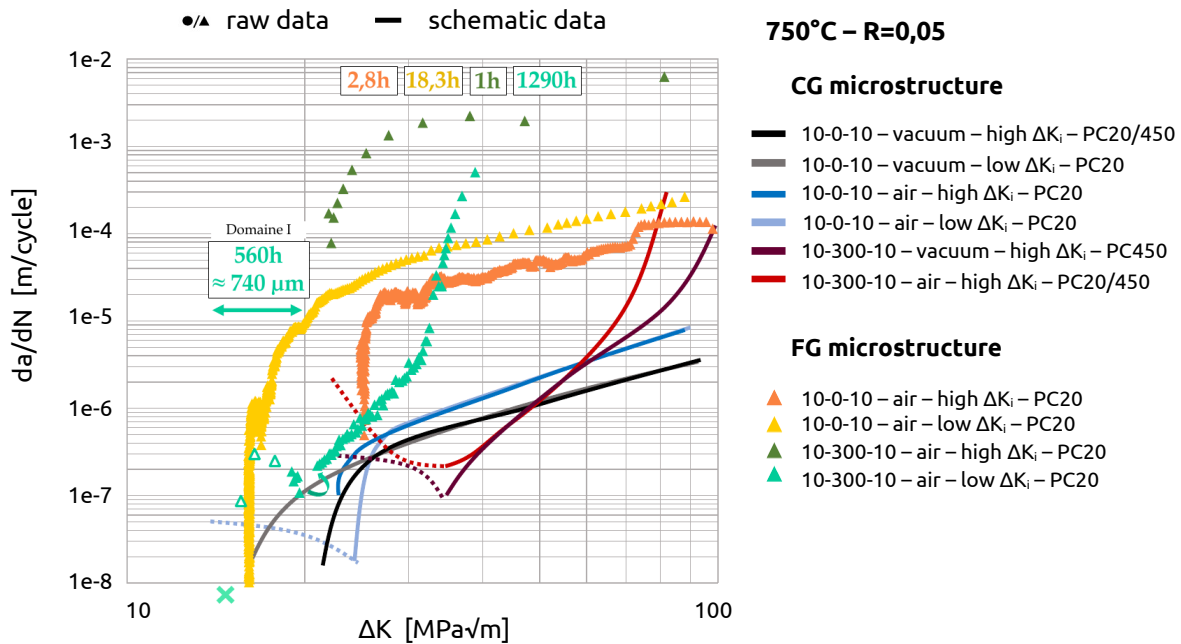 ●/▲ raw data — schematic data
750°C – R=0,05
1e-2
1e-3
1e-4
1e-5
1e-6
1e-7
1e-8
da/dN [m/cycle]
2,8h 18,3h 1h 1290h
Domaine I
560h
≈ 740 µm
10 100
ΔK [MPa√m]
CG microstructure
10-0-10 – vacuum – high ΔKᵢ – PC20/450
10-0-10 – vacuum – low ΔKᵢ – PC20
10-0-10 – air – high ΔKᵢ – PC20
10-0-10 – air – low ΔKᵢ – PC20
10-300-10 – vacuum – high ΔKᵢ – PC450
10-300-10 – air – high ΔKᵢ – PC20/450
FG microstructure
10-0-10 – air – high ΔKᵢ – PC20
10-0-10 – air – low ΔKᵢ – PC20
10-300-10 – air – high ΔKᵢ – PC20
10-300-10 – air – low ΔKᵢ – PC20